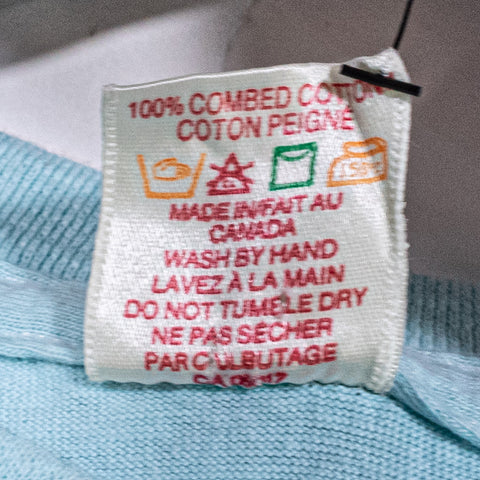 100% COMBED COTTON
COTON PEIGNÉ
MADE IN/FAIT AU
CANADA
WASH BY HAND
LAVEZ À LA MAIN
DO NOT TUMBLE DRY
NE PAS SÉCHER
PAR CULBUTAGE